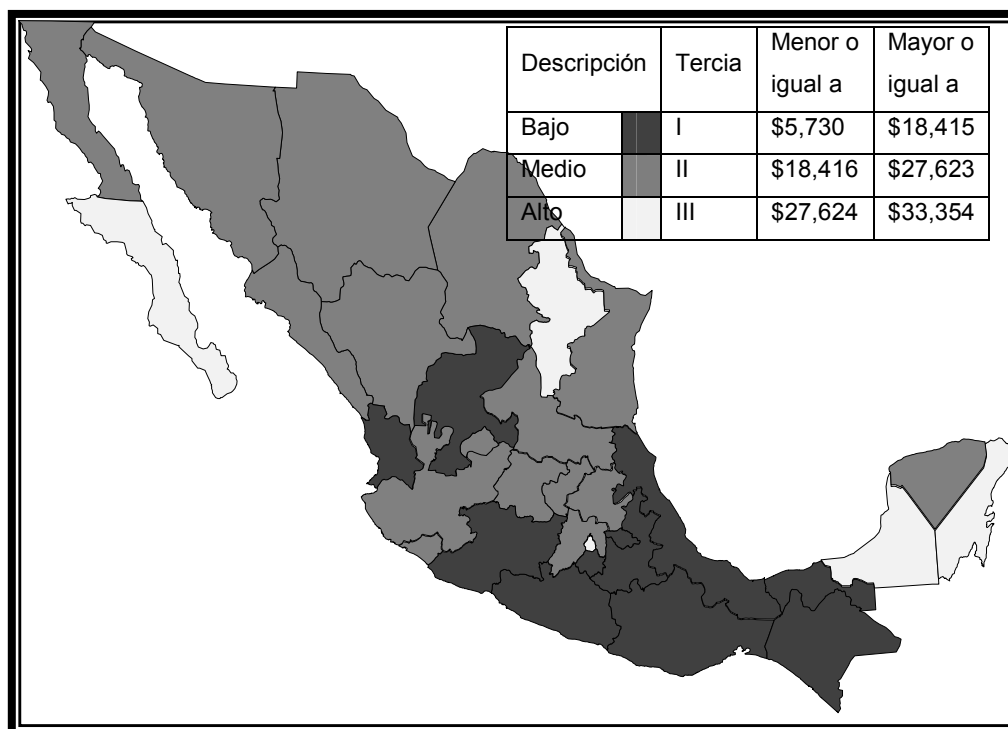 Descripción Tercia Menor o igual a Mayor o igual a
Bajo I $5,730 $18,415
Medio II $18,416 $27,623
Alto III $27,624 $33,354